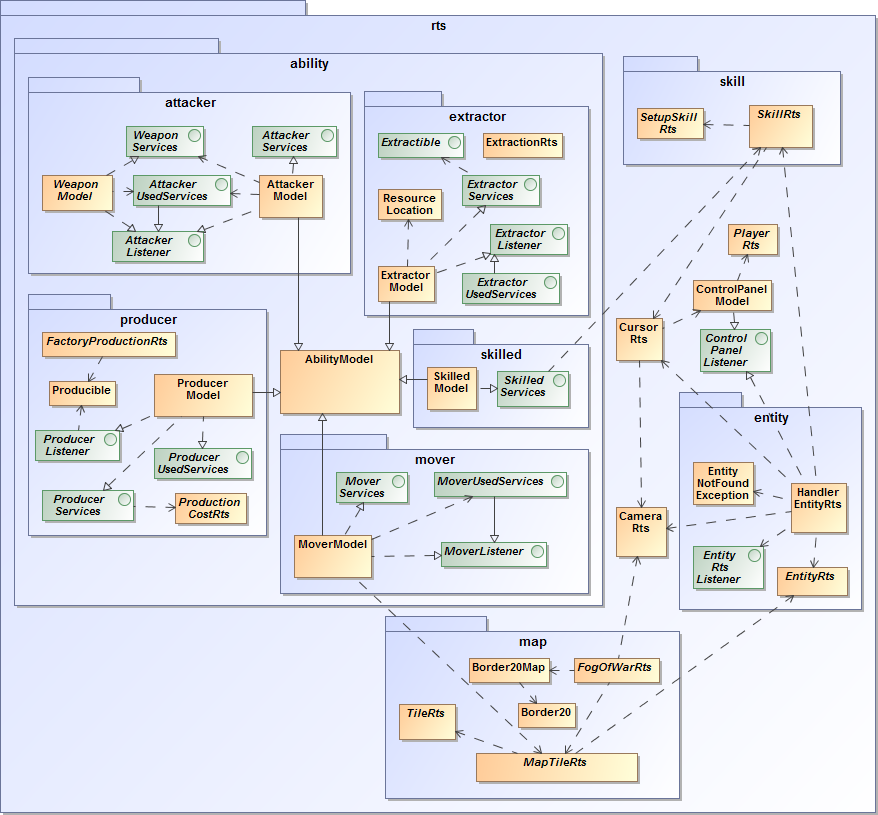 rts
ability
attacker
Weapon
Services
Attacker
Services
Weapon
Model
Attacker
UsedServices
Attacker
Model
Attacker
Listener
extractor
Extractible
ExtractionRts
Resource
Location
Extractor
Services
Extractor
Listener
Extractor
Model
Extractor
UsedServices
producer
FactoryProductionRts
Producible
Producer
Model
Producer
Listener
Producer
UsedServices
Producer
Services
Production
CostRts
AbilityModel
skilled
Skilled
Model
Skilled
Services
mover
Mover
Services
MoverUsedServices
MoverModel
MoverListener
skill
SetupSkill
Rts
SkillRts
Player
Rts
ControlPanel
Model
Cursor
Rts
Control
Panel
Listener
entity
Entity
NotFound
Exception
Handler
EntityRts
Camera
Rts
Entity
Rts
Listener
EntityRts
map
Border20Map
FogOfWarRts
TileRts
Border20
MapTileRts